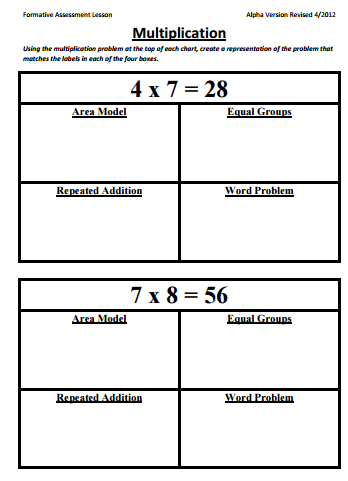 Formative Assessment Lesson Alpha Version Revised 4/2012
Multiplication
Using the multiplication problem at the top of each chart, create a representation of the problem that
matches the labels in each of the four boxes.
4 x 7 = 28
Area Model Equal Groups
Repeated Addition Word Problem
7 x 8 = 56
Area Model Equal Groups
Repeated Addition Word Problem